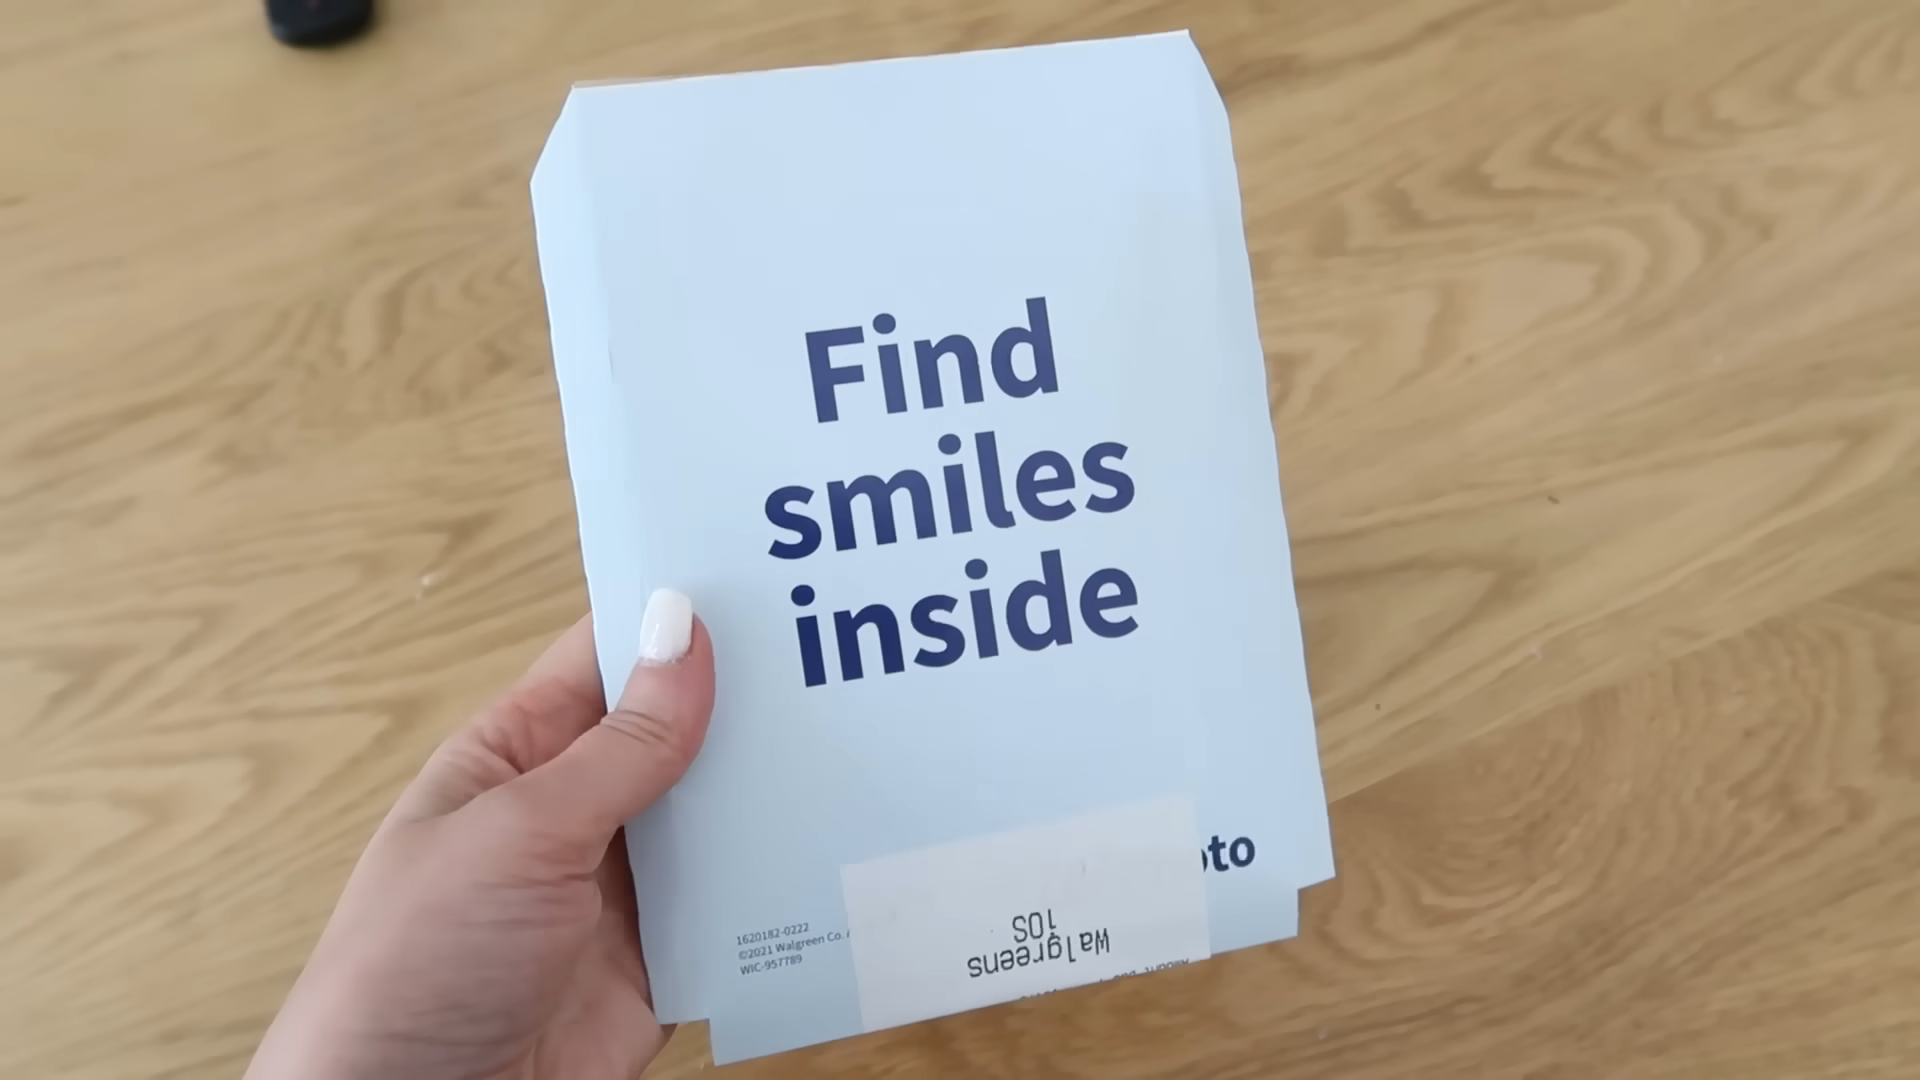 Find
smiles
inside
oto
1620182-0222
©2021 Walgreen Co.
WIC-957789
Walgreens
10S